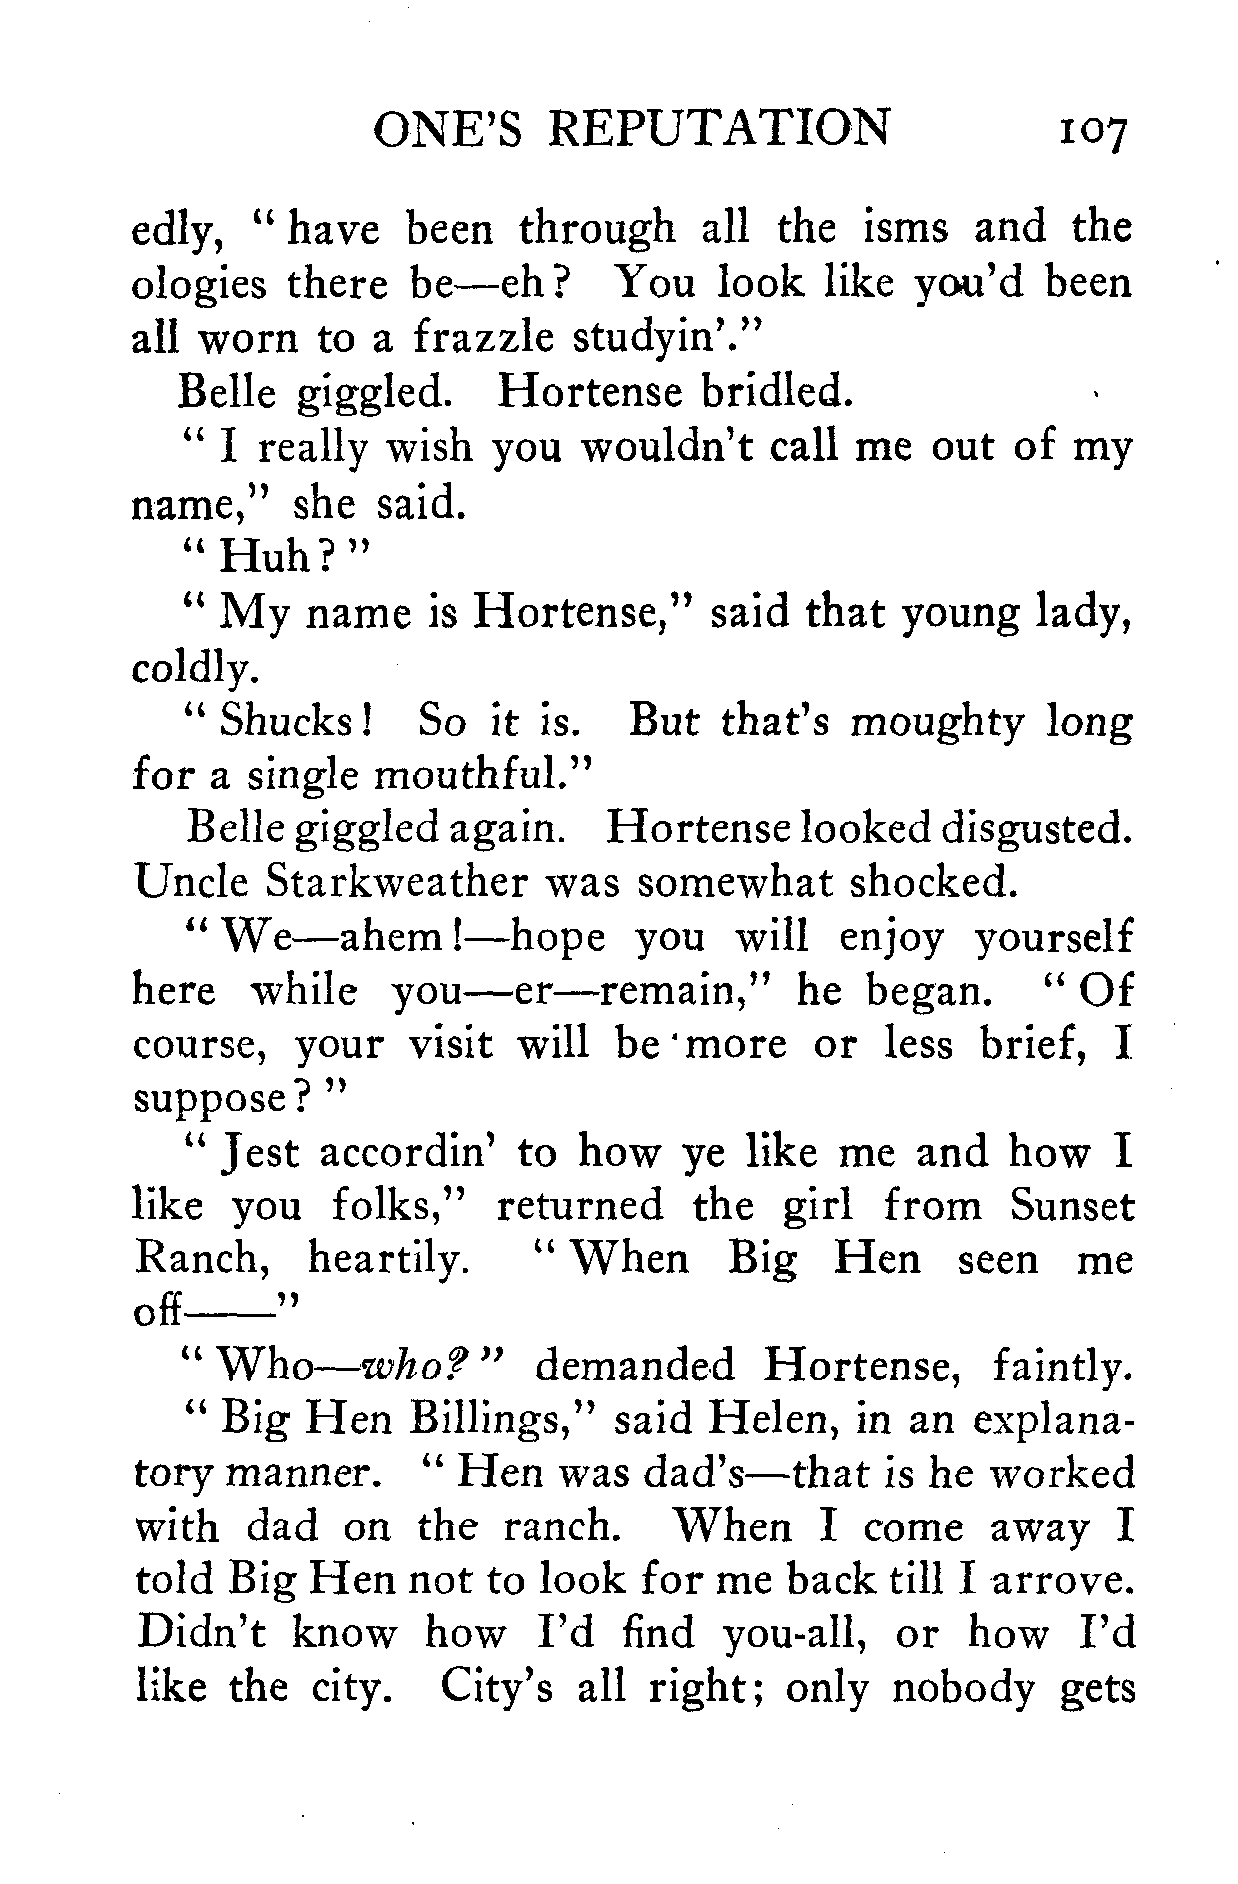 ONE'S REPUTATION 107
edly, " have been through all the isms and the
ologies there be—eh? You look like you'd been
all worn to a frazzle studyin'."
Belle giggled. Hortense bridled.
" I really wish you wouldn't call me out of my
name," she said.
" Huh? "
" My name is Hortense," said that young lady,
coldly.
" Shucks! So it is. But that's moughty long
for a single mouthful."
Belle giggled again. Hortense looked disgusted.
Uncle Starkweather was somewhat shocked.
" We—ahem!—hope you will enjoy yourself
here while you—er—remain," he began. " Of
course, your visit will be more or less brief, I
suppose? "
" Jest accordin' to how ye like me and how I
like you folks," returned the girl from Sunset
Ranch, heartily. " When Big Hen seen me
off——"
" Who—who? " demanded Hortense, faintly.
" Big Hen Billings," said Helen, in an explana-
tory manner. " Hen was dad's—that is he worked
with dad on the ranch. When I come away I
told Big Hen not to look for me back till I arrove.
Didn't know how I'd find you-all, or how I'd
like the city. City's all right; only nobody gets